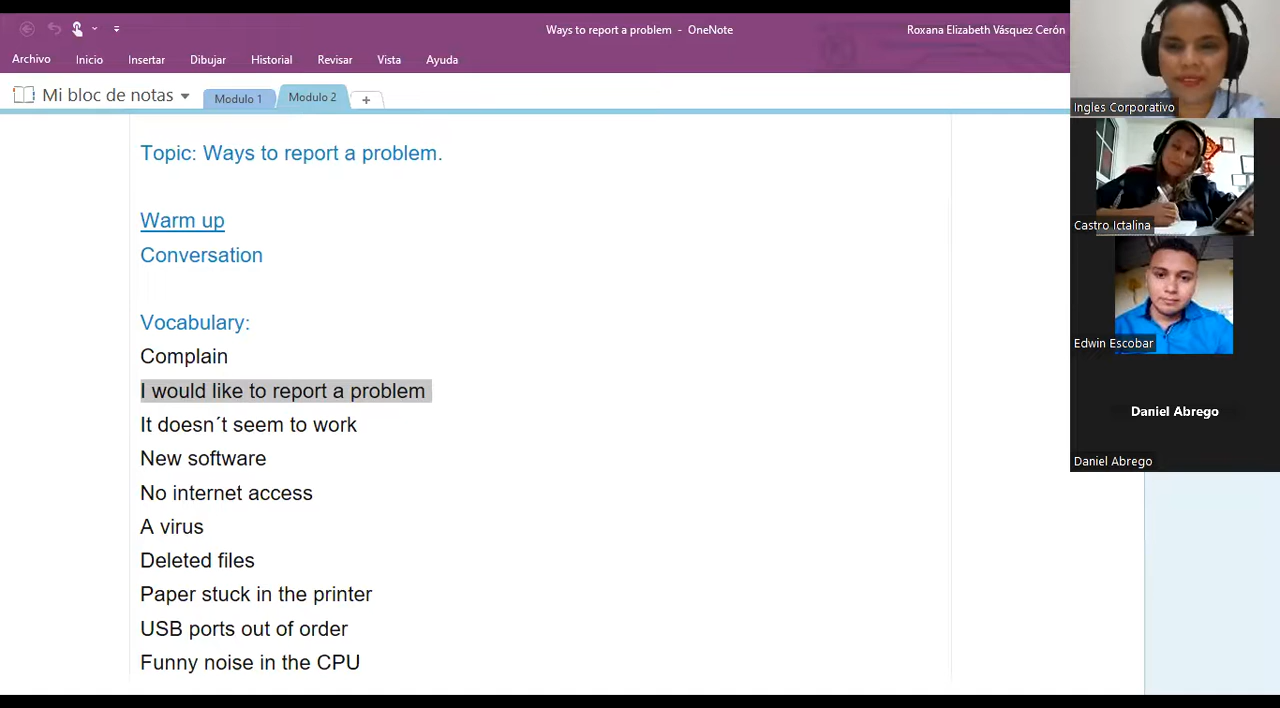 Ways to report a problem - OneNote
Roxana Elizabeth Vásquez Cerón
Archivo Inicio Insertar Dibujar Historial Revisar Vista Ayuda
Mi bloc de notas Modulo 1 Modulo 2 +
Topic: Ways to report a problem.
Warm up
Conversation
Vocabulary:
Complain
I would like to report a problem
It doesn´t seem to work
New software
No internet access
A virus
Deleted files
Paper stuck in the printer
USB ports out of order
Funny noise in the CPU
Ingles Corporativo
Castro Ictalina
Edwin Escobar
Daniel Abrego
Daniel Abrego